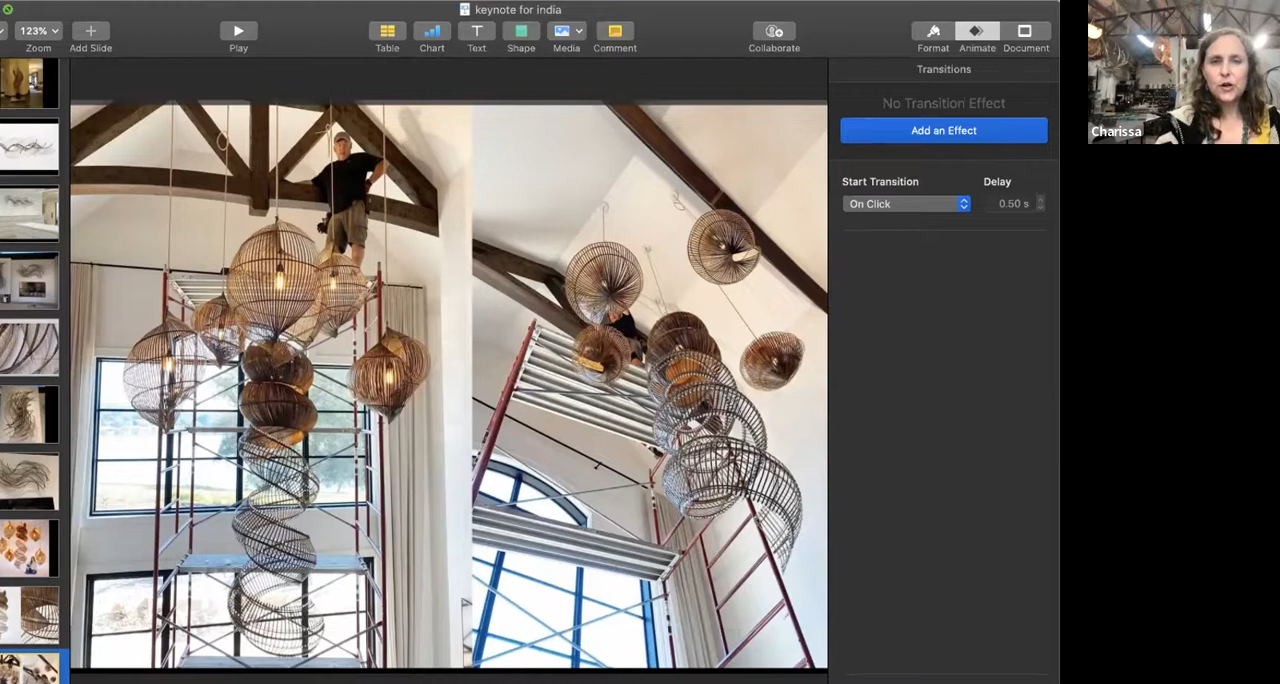 keynote for india
123%
Zoom
Add Slide
Play
Table
Chart
Text
Shape
Media
Comment
Collaborate
Format
Animate
Document
Transitions
No Transition Effect
Add an Effect
Start Transition
Delay
On Click
0.50 s
Charissa